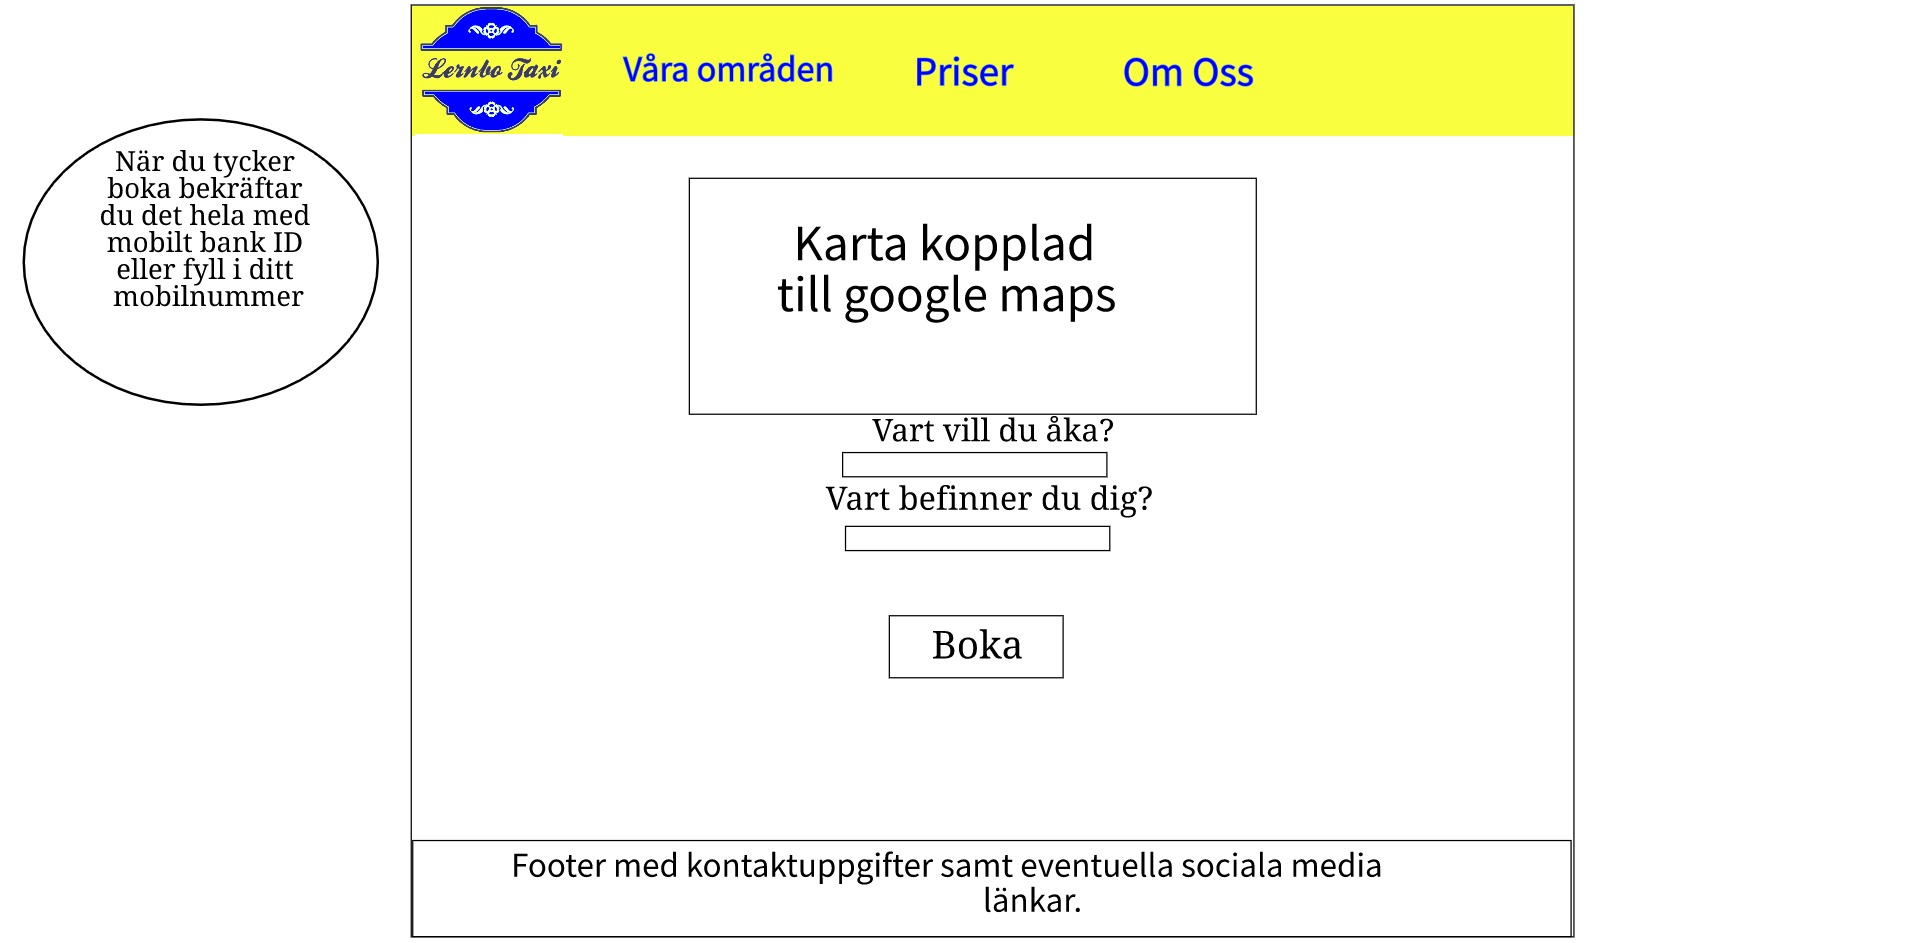 Lernbo Taxi
Våra områden
Priser
Om Oss
När du tycker
boka bekräftar
du det hela med
mobilt bank ID
eller fyll i ditt
mobilnummer
Karta kopplad
till google maps
Vart vill du åka?
Vart befinner du dig?
Boka
Footer med kontaktuppgifter samt eventuella sociala media
länkar.